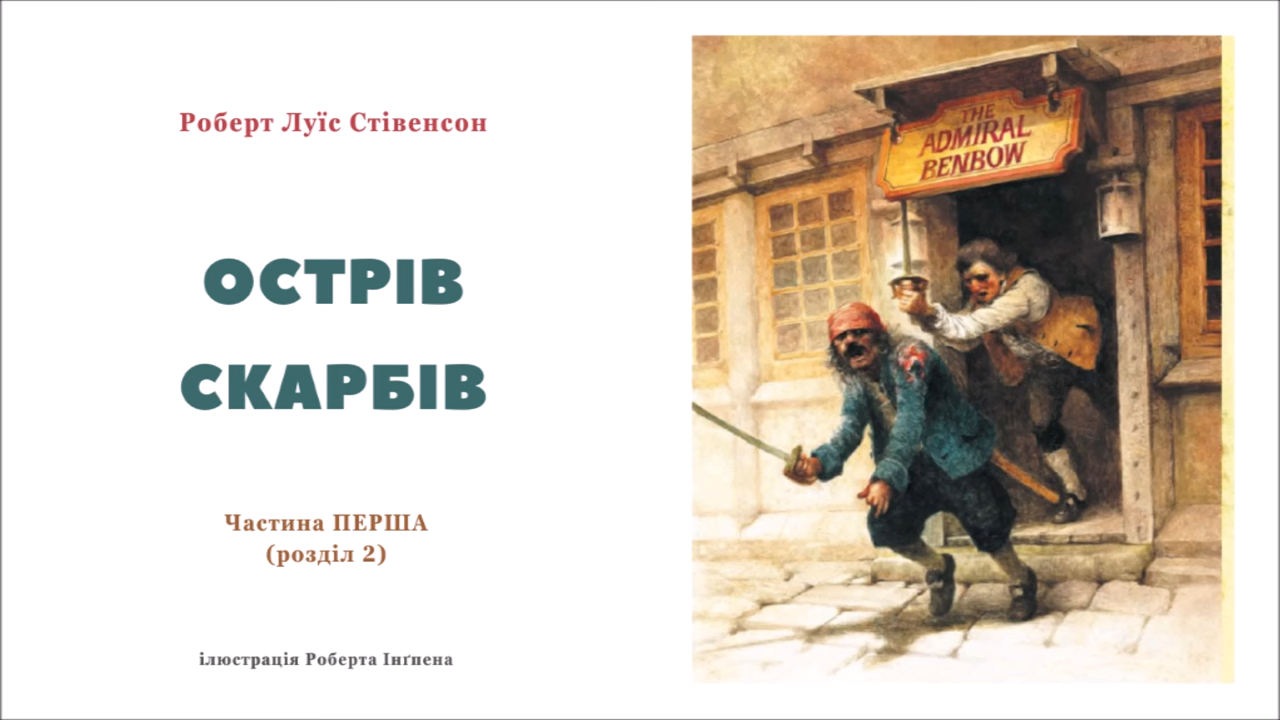 Роберт Луїс Стівенсон
ОСТРІВ
СКАРБІВ
Частина ПЕРША
(розділ 2)
ілюстрація Роберта Інґпена
THE
ADMIRAL
BENBOW